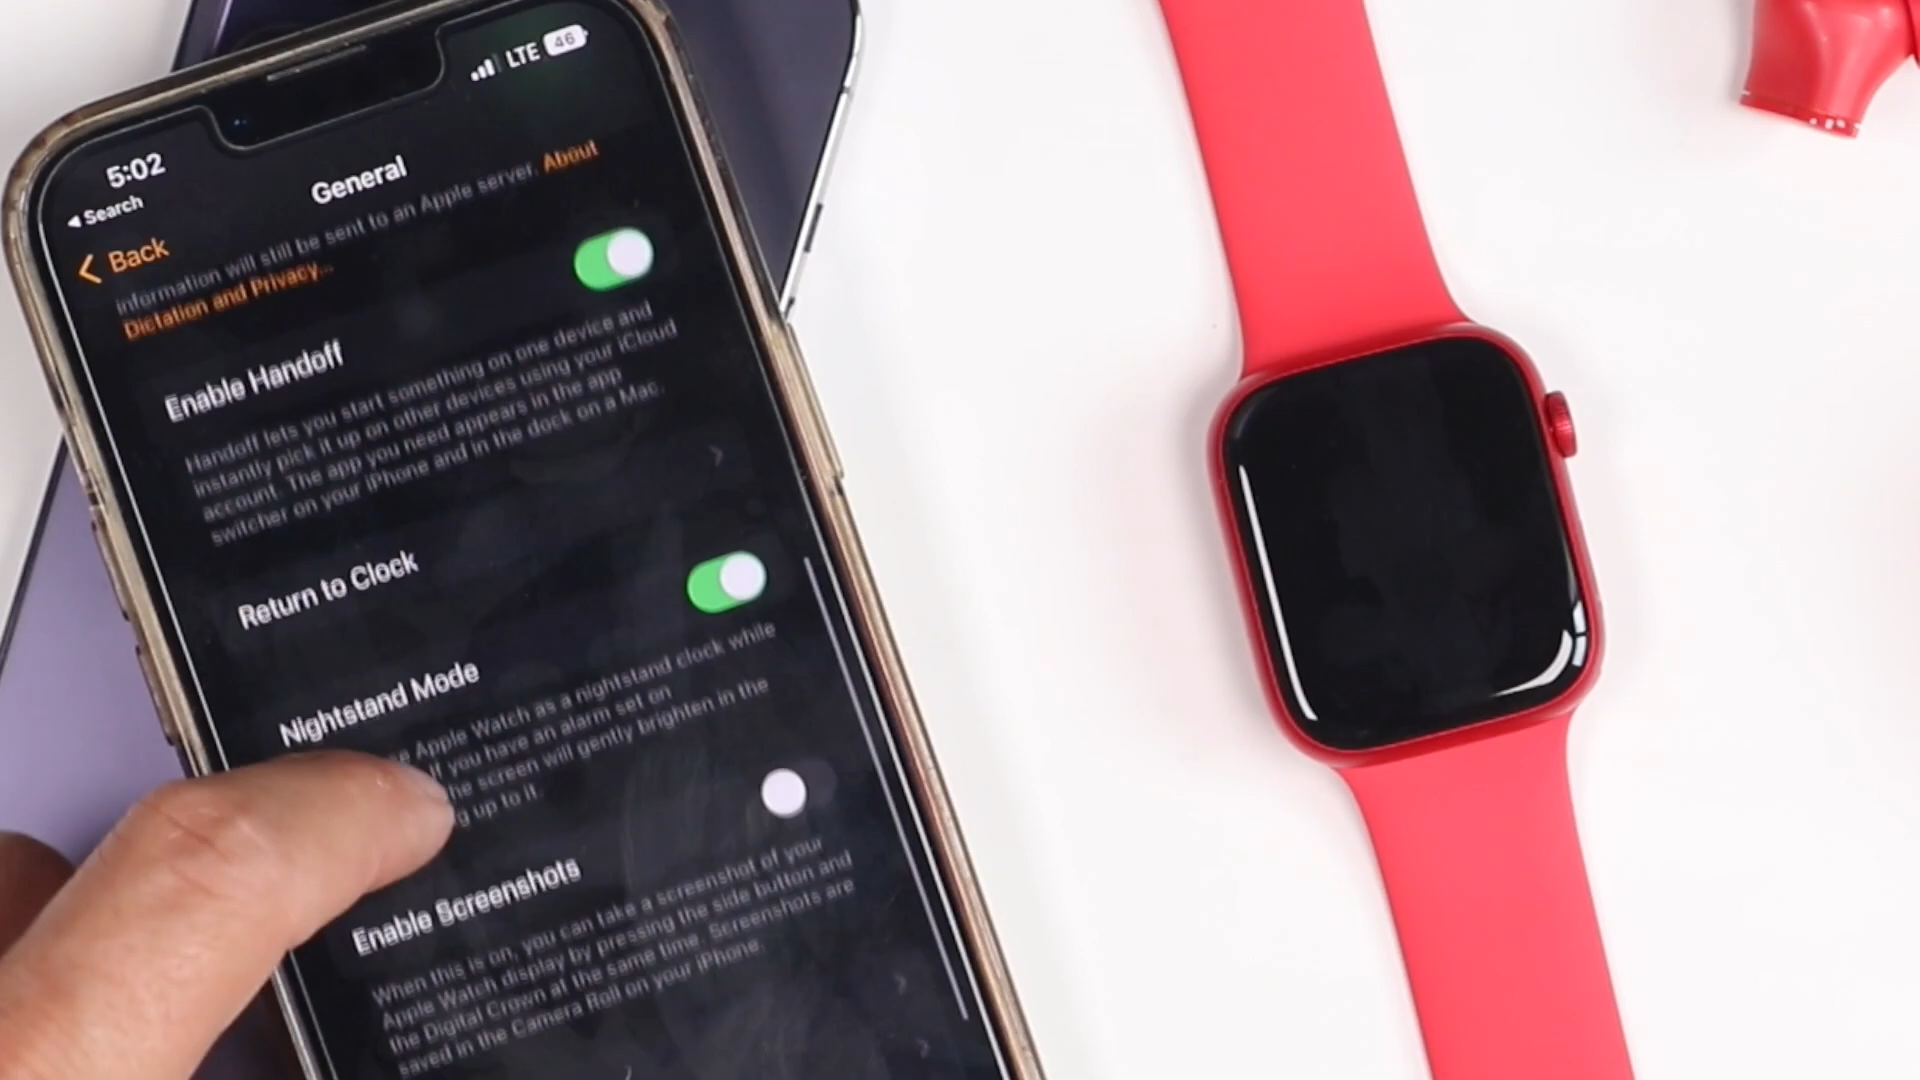 LTE 46
5:02
Search
General
Back
information will still be sent to an Apple server. About
Dictation and Privacy...
Enable Handoff
Handoff lets you start something on one device and
instantly pick it up on other devices using your iCloud
account. The app you need appears in the app
switcher on your iPhone and in the dock on a Mac.
Return to Clock
Nightstand Mode
Apple Watch as a nightstand clock while
If you have an alarm set on
the screen will gently brighten in the
up to it.
Enable Screenshots
When this is on, you can take a screenshot of your
Apple Watch display by pressing the side button and
the Digital Crown at the same time. Screenshots are
saved in the Camera Roll on your iPhone.